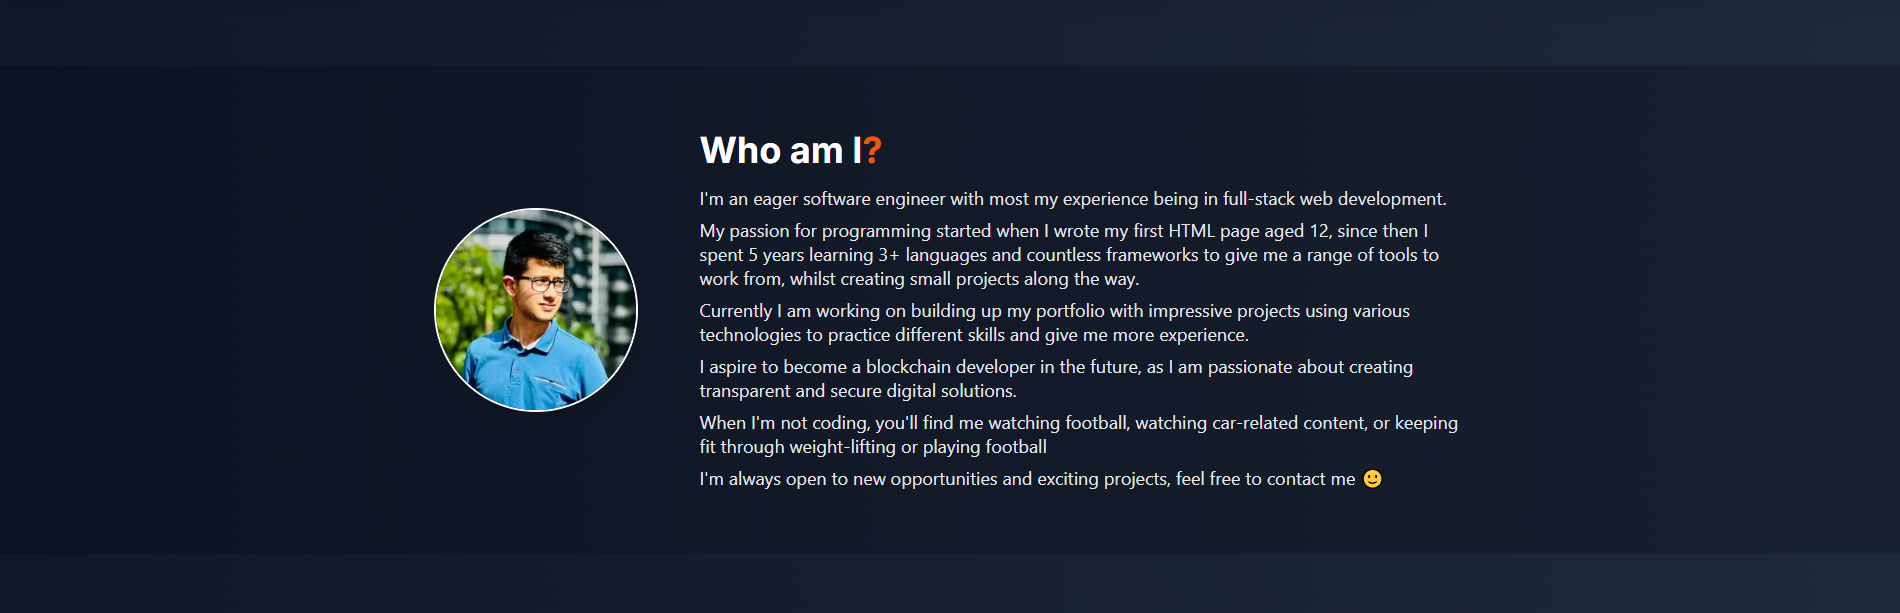 Who am I?
I'm an eager software engineer with most my experience being in full-stack web development.
My passion for programming started when I wrote my first HTML page aged 12, since then I
spent 5 years learning 3+ languages and countless frameworks to give me a range of tools to
work from, whilst creating small projects along the way.
Currently I am working on building up my portfolio with impressive projects using various
technologies to practice different skills and give me more experience.
I aspire to become a blockchain developer in the future, as I am passionate about creating
transparent and secure digital solutions.
When I'm not coding, you'll find me watching football, watching car-related content, or keeping
fit through weight-lifting or playing football
I'm always open to new opportunities and exciting projects, feel free to contact me 🙂